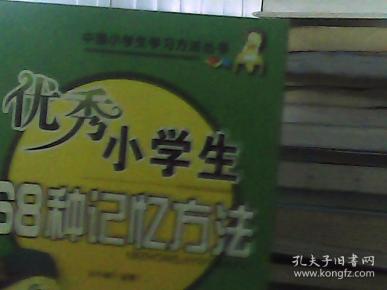 中国小学生学习方法丛书
优秀
小学生
68种记忆方法
孔夫子旧书网
www.kongfz.com